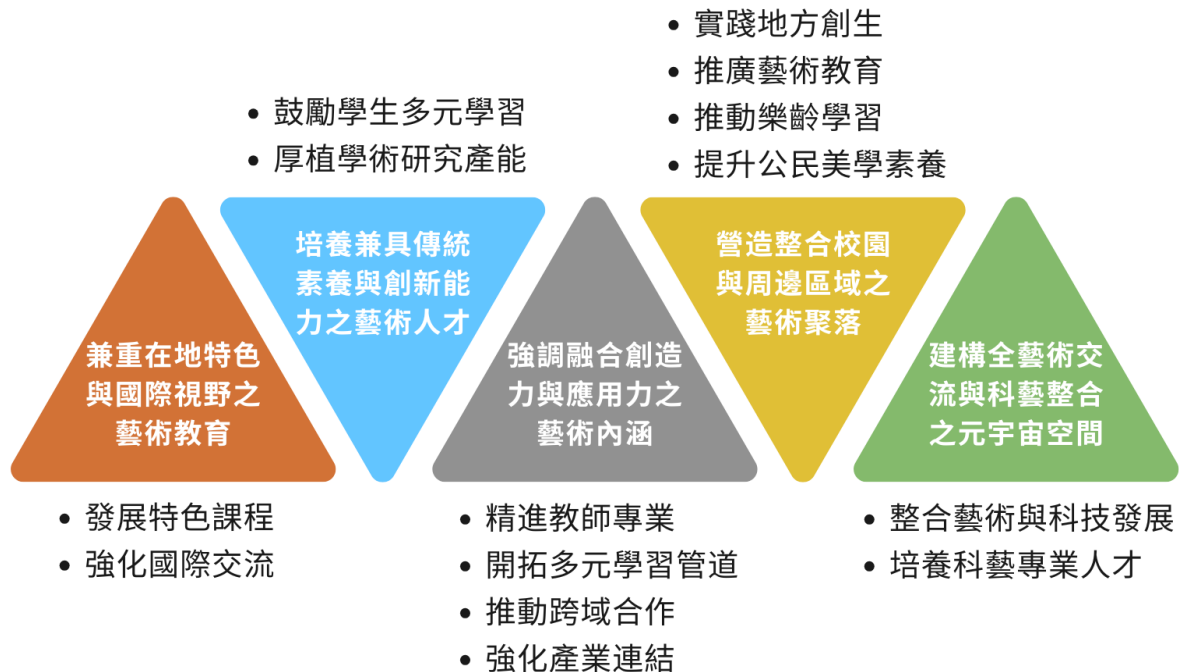 • 實踐地方創生
• 推廣藝術教育
• 推動樂齡學習
• 提升公民美學素養
• 鼓勵學生多元學習
• 厚植學術研究產能
兼重在地特色
與國際視野之
藝術教育
培養兼具傳統
素養與創新能
力之藝術人才
強調融合創造
力與應用力之
藝術內涵
營造整合校園
與周邊區域之
藝術聚落
建構全藝術交
流與科藝整合
之元宇宙空間
• 發展特色課程
• 強化國際交流
• 精進教師專業
• 開拓多元學習管道
• 推動跨域合作
• 強化產業連結
• 整合藝術與科技發展
• 培養科藝專業人才